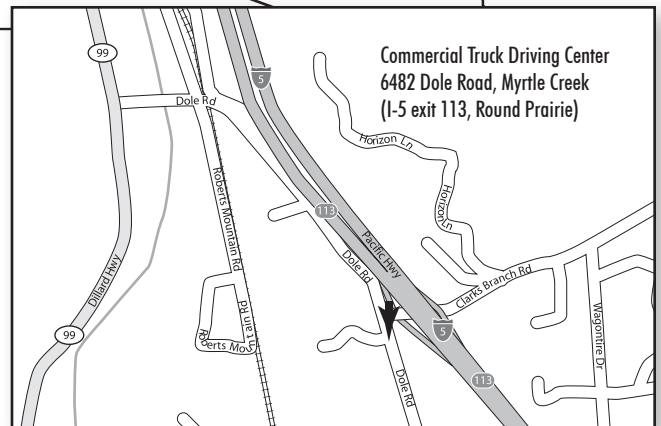 Commercial Truck Driving Center
6482 Dole Road, Myrtle Creek
(I-5 exit 113, Round Prairie)
99
5
Dole Rd
Horizon Ln
Horizon Ln
Roberts Mountain Rd
113
Pacific Hwy
Dole Rd
Dillard Hwy
Clarks Branch Rd
Roberts Mountain Rd
99
5
Wagontire Dr
113
Dole Rd